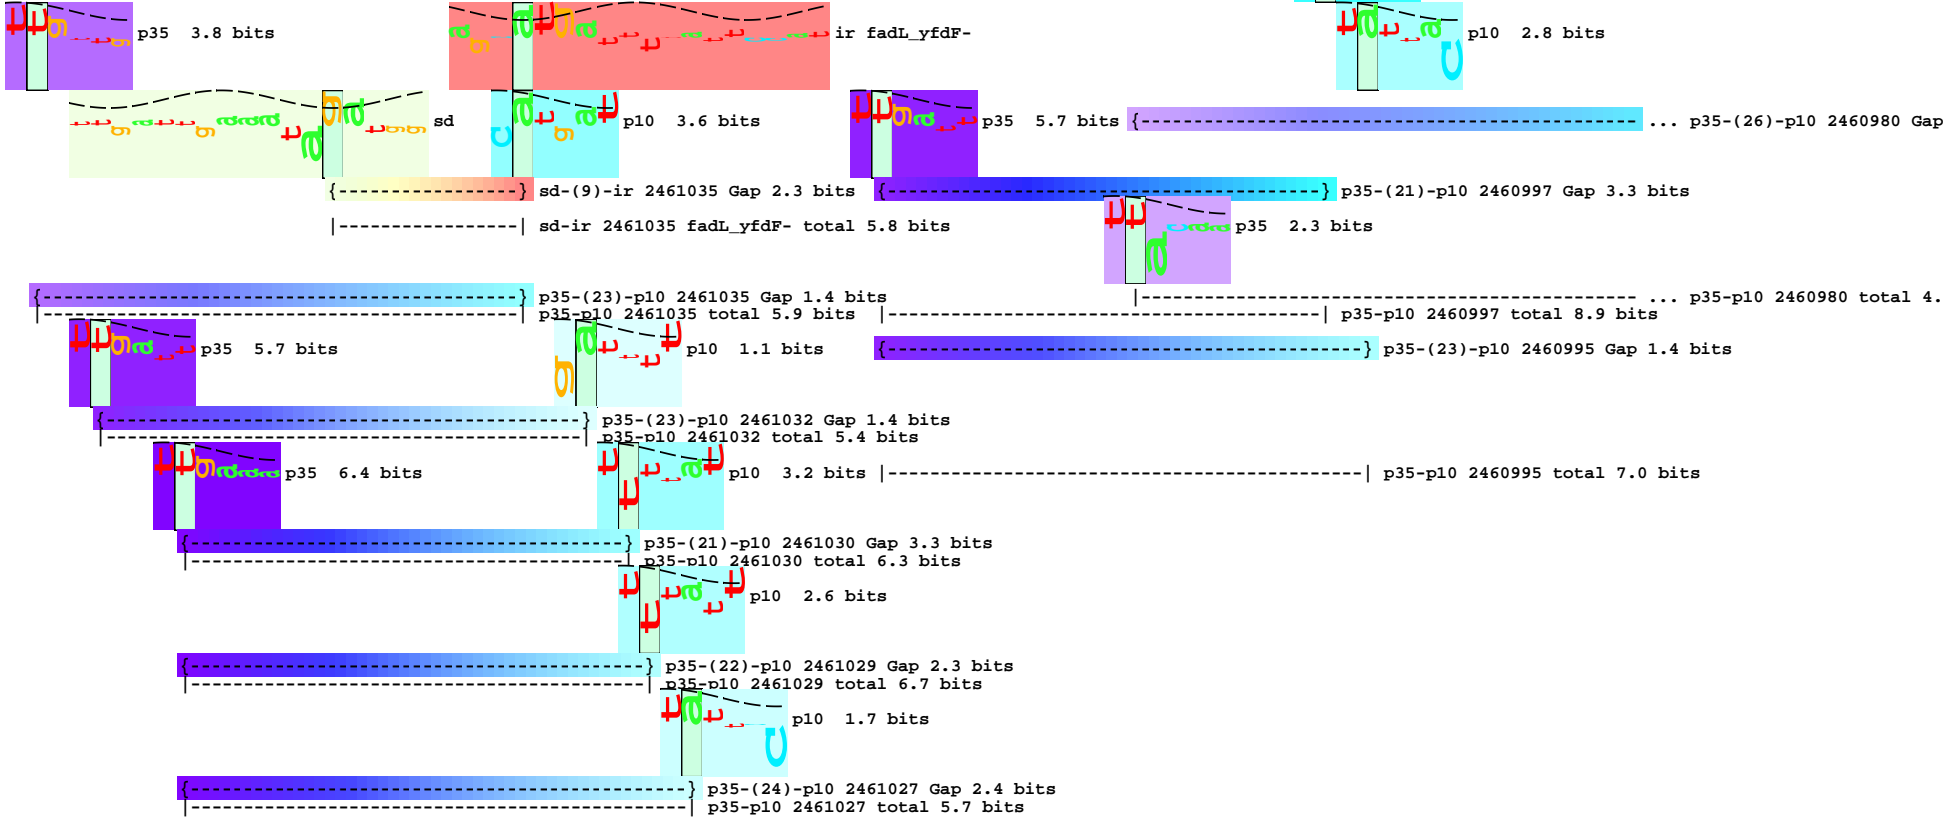 p35 3.8 bits
ir fadL_yfdF-
p10 2.8 bits
sd
p10 3.6 bits
p35 5.7 bits
{------------------------ ... p35-(26)-p10 2460980 Gap
{-----------------} sd-(9)-ir 2461035 Gap 2.3 bits
{-----------------------------------------} p35-(21)-p10 2460997 Gap 3.3 bits
|-----------------| sd-ir 2461035 fadL_yfdF- total 5.8 bits
p35 2.3 bits
{---------------------------------------------} p35-(23)-p10 2461035 Gap 1.4 bits
|-----------------------------------------------| ... p35-p10 2460980 total 4.
|---------------------------------------------| p35-p10 2461035 total 5.9 bits
|-----------------------------------------| p35-p10 2460997 total 8.9 bits
p35 5.7 bits
p10 1.1 bits
{---------------------------------------------} p35-(23)-p10 2460995 Gap 1.4 bits
{---------------------------------------------} p35-(23)-p10 2461032 Gap 1.4 bits
|---------------------------------------------| p35-p10 2461032 total 5.4 bits
p35 6.4 bits
p10 3.2 bits
|---------------------------------------------| p35-p10 2460995 total 7.0 bits
{-----------------------------------------} p35-(21)-p10 2461030 Gap 3.3 bits
|-----------------------------------------| p35-p10 2461030 total 6.3 bits
p10 2.6 bits
{-------------------------------------------} p35-(22)-p10 2461029 Gap 2.3 bits
|-------------------------------------------| p35-p10 2461029 total 6.7 bits
p10 1.7 bits
{-----------------------------------------------} p35-(24)-p10 2461027 Gap 2.4 bits
|-----------------------------------------------| p35-p10 2461027 total 5.7 bits